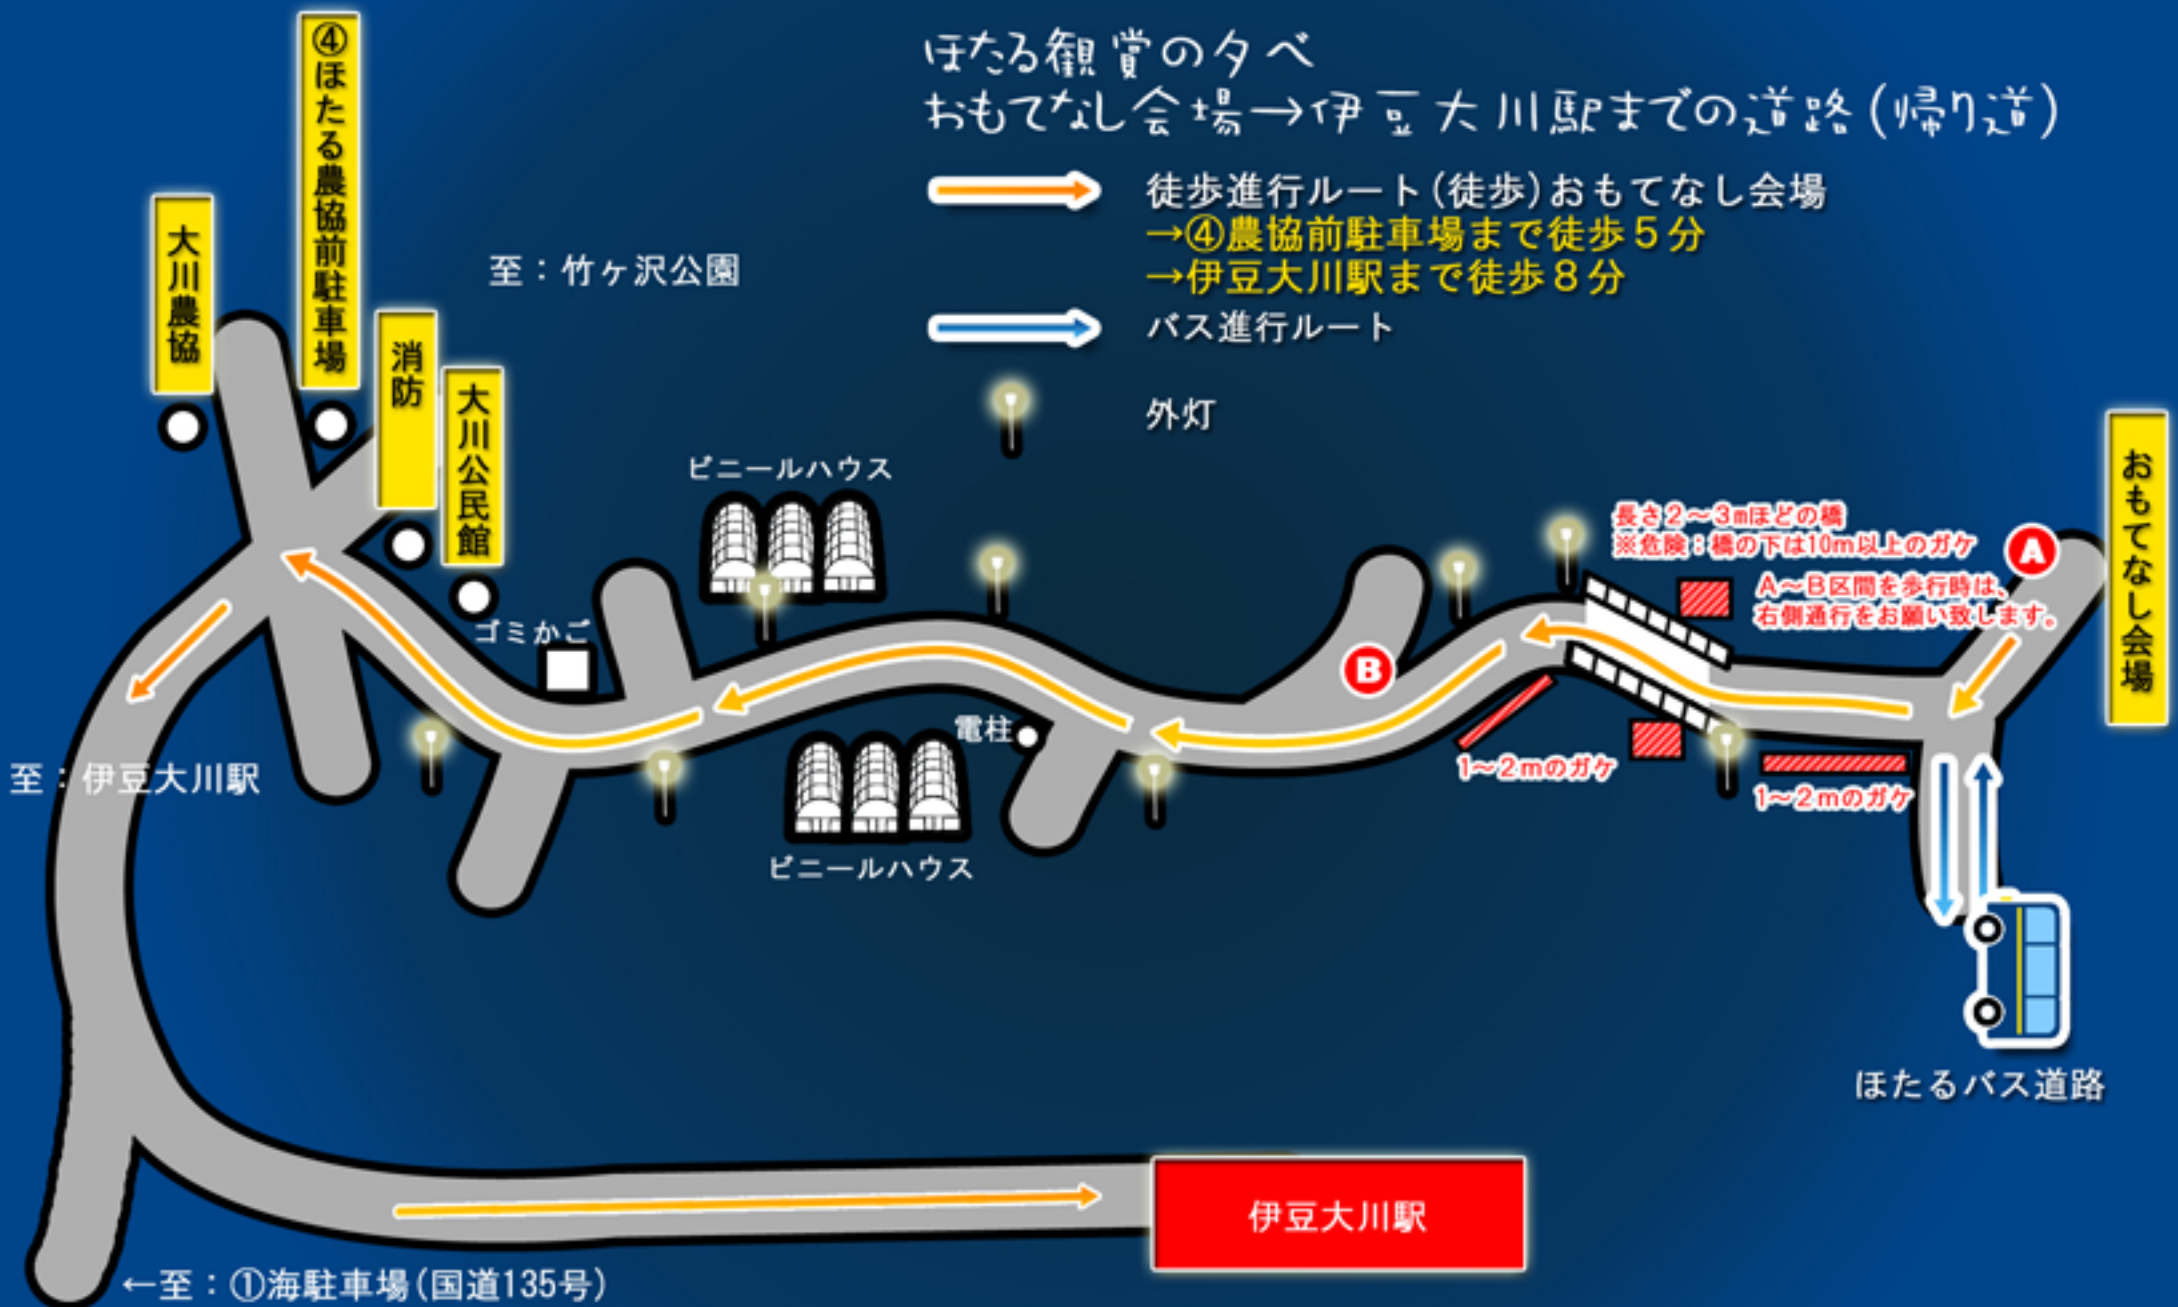 ほたる観賞の夕べ
おもてなし会場→伊豆大川駅までの道路(帰り道)
徒歩進行ルート(徒歩)おもてなし会場
→④農協前駐車場まで徒歩5分
→伊豆大川駅まで徒歩8分
バス進行ルート
外灯
④ほたる農協前駐車場
大川農協
消防
大川公民館
至:竹ヶ沢公園
ビニールハウス
ゴミかご
長さ2~3mほどの橋
※危険:橋の下は10m以上のガケ
A~B区間を歩行時は、
右側通行をお願い致します。
A
おもてなし会場
B
電柱
1~2mのガケ
1~2mのガケ
至:伊豆大川駅
ビニールハウス
ほたるバス道路
伊豆大川駅
←至:①海駐車場(国道135号)